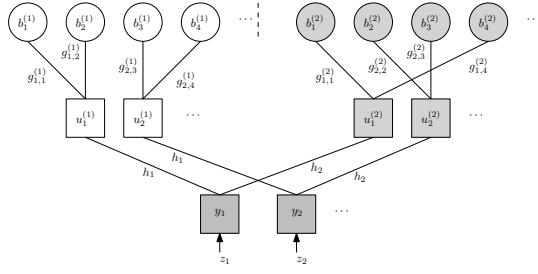 b_1^{(1)} b_2^{(1)} b_3^{(1)} b_4^{(1)} ... b_1^{(2)} b_2^{(2)} b_3^{(2)} b_4^{(2)} ...
g_{1,1}^{(1)} g_{1,2}^{(1)} g_{2,3}^{(1)} g_{2,4}^{(1)} g_{1,1}^{(2)} g_{2,2}^{(2)} g_{2,3}^{(2)} g_{1,4}^{(2)}
u_1^{(1)} u_2^{(1)} ... u_1^{(2)} u_2^{(2)} ...
h_1 h_1 h_2 h_2
y_1 y_2 ...
z_1 z_2